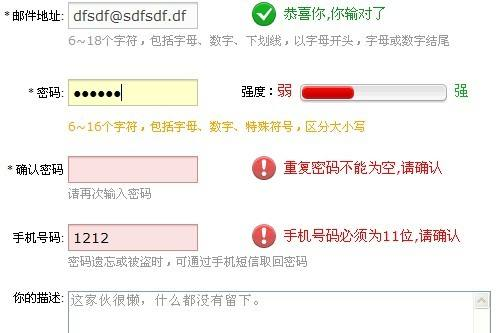 *邮件地址: dfsdf@sdfsdf.df 恭喜你,你输对了
6~18个字符，包括字母、数字、下划线，以字母开头，字母或数字结尾
*密码: ●●●●●● 强度：弱 强
6~16个字符，包括字母、数字、特殊符号，区分大小写
*确认密码 重复密码不能为空,请确认
请再次输入密码
手机号码: 1212 手机号码必须为11位,请确认
密码遗忘或被盗时，可通过手机短信取回密码
你的描述: 这家伙很懒，什么都没有留下。